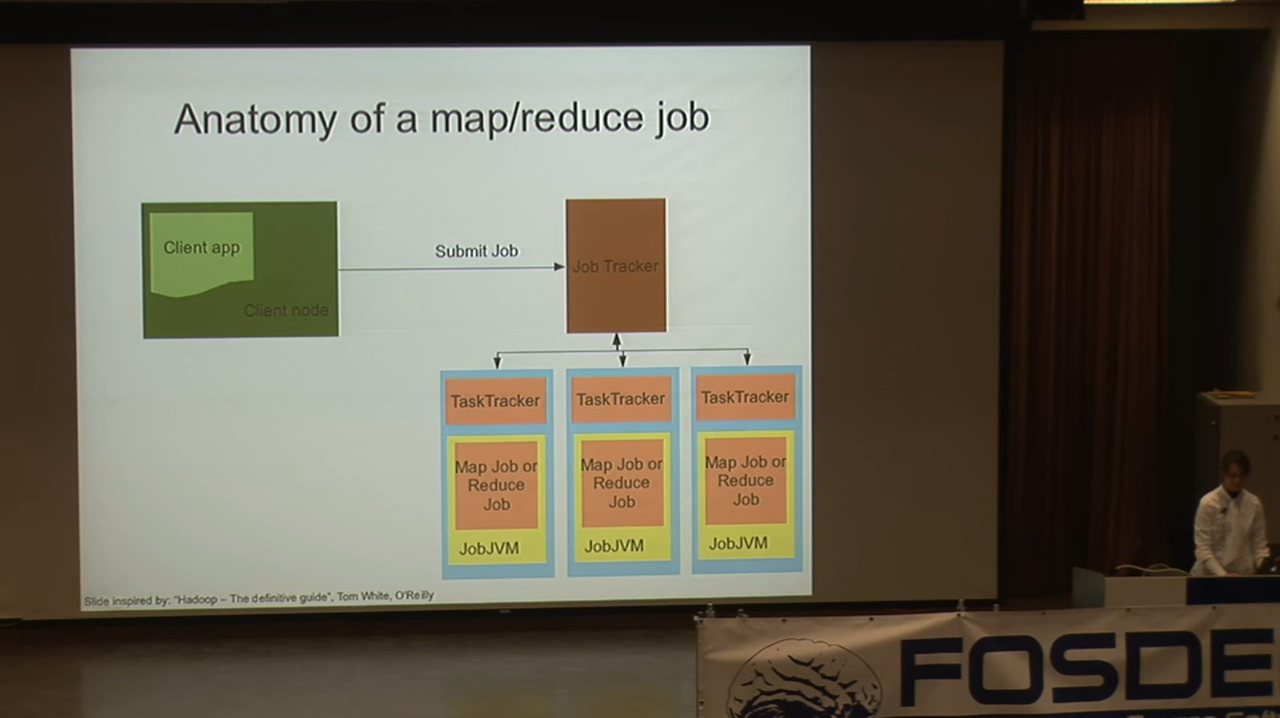 Anatomy of a map/reduce job
Client app
Client node
Submit Job
Job Tracker
TaskTracker
Map Job or
Reduce
Job
JobJVM
TaskTracker
Map Job or
Reduce
Job
JobJVM
TaskTracker
Map Job or
Reduce
Job
JobJVM
Slide inspired by: "Hadoop – The definitive guide", Tom White, O'Reilly
FOSDE